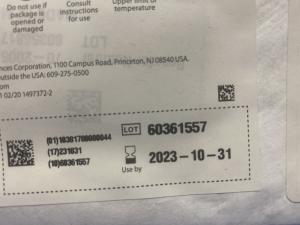 Do not use if
package is
opened or
damaged
Consult
instructions
for use
Upper limit of
temperature
nces Corporation, 1100 Campus Road, Princeton, NJ 08540 USA.
utside the USA: 609-275-0500
om
02/20 1497372-2
LOT 60361557
(17)231031
(10)60361557
2023-10-31
Use by